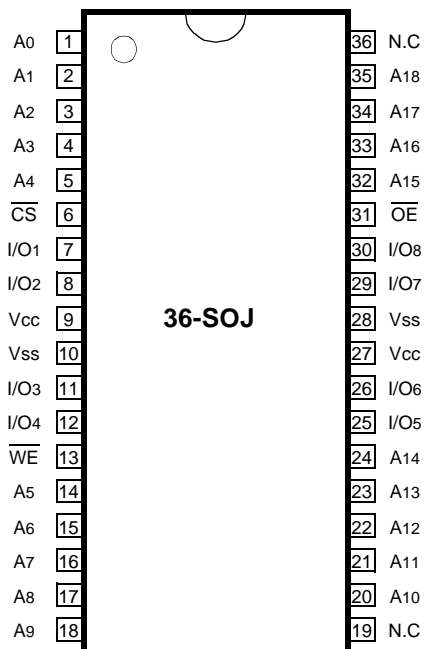 A0 1 36 N.C
A1 2 35 A18
A2 3 34 A17
A3 4 33 A16
A4 5 32 A15
C̅S̅ 6 31 O̅E̅
I/O1 7 30 I/O8
I/O2 8 29 I/O7
Vcc 9 36-SOJ 28 Vss
Vss 10 27 Vcc
I/O3 11 26 I/O6
I/O4 12 25 I/O5
W̅E̅ 13 24 A14
A5 14 23 A13
A6 15 22 A12
A7 16 21 A11
A8 17 20 A10
A9 18 19 N.C